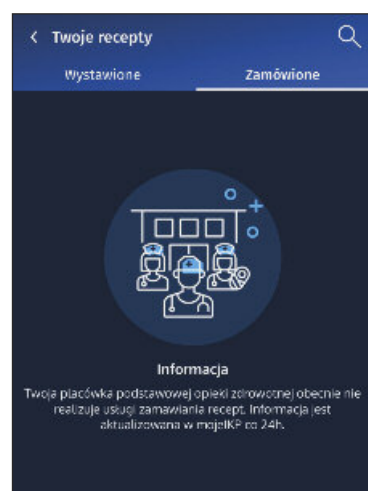 Twoje recepty
Wystawione Zamówione
Informacja
Twoja placówka podstawowej opieki zdrowotnej obecnie nie
realizuje usługi zamawiania recept. Informacja jest
aktualizowana w mojeIKP co 24h.